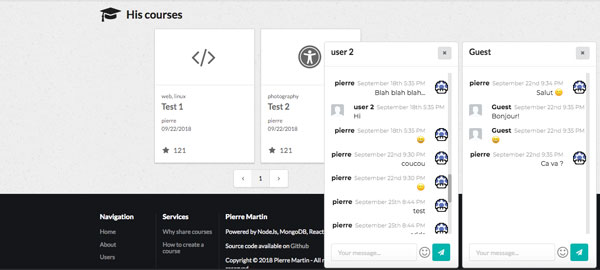 His courses
web, linux
Test 1
pierre
09/22/2018
121
photography
Test 2
pierre
09/22/2018
121
1
Navigation
Home
About
Users
Services
Why share courses
How to create a
course
Pierre Martin
Powered by NodeJs, MongoDB, React
Source code available on Github
Copyright © 2018 Pierre Martin - All r
user 2
×
pierre September 18th 5:35 PM
Blah blah blah...
user 2 September 18th 5:35 PM
Hi
pierre September 18th 5:35 PM
pierre September 22nd 9:30 PM
coucou
pierre September 22nd 9:30 PM
pierre September 25th 8:44 PM
test
pierre September 25th 8:44 PM
Your message...
Guest
×
pierre September 22nd 9:34 PM
Salut
Guest September 22nd 9:35 PM
Bonjour!
Guest September 22nd 9:35 PM
pierre September 22nd 9:35 PM
Ca va ?
Your message...